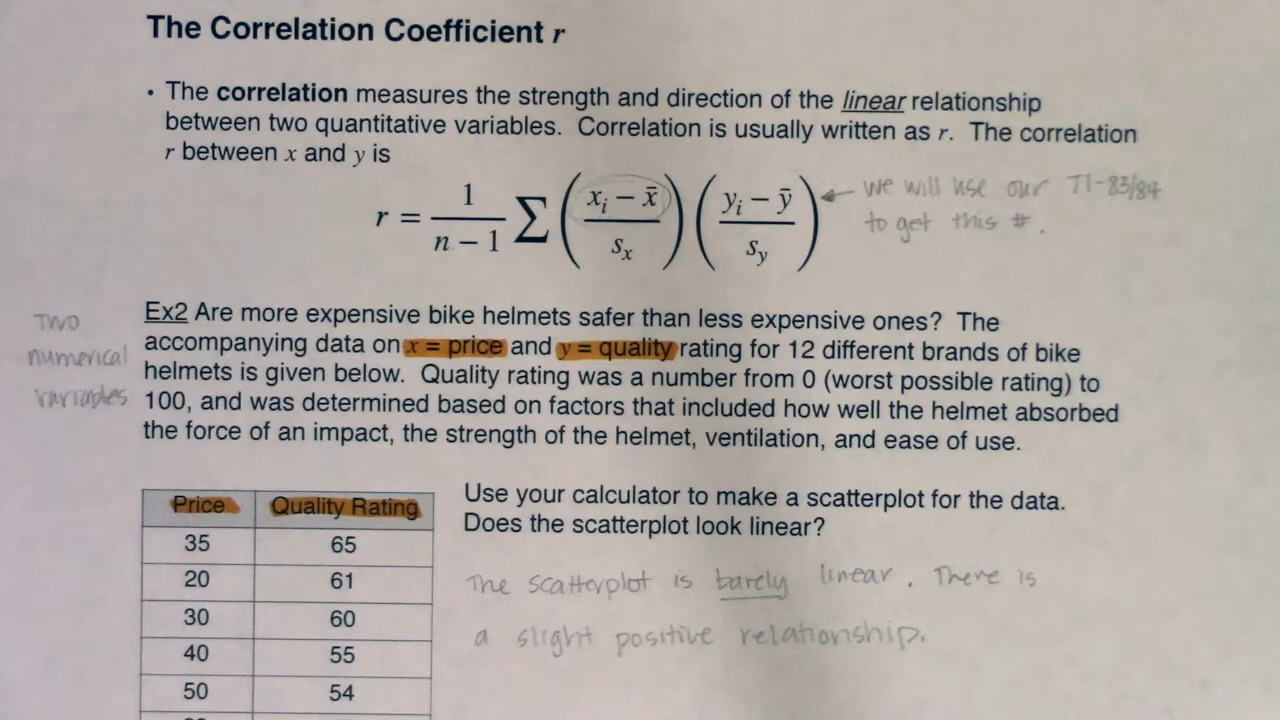 The Correlation Coefficient r
• The correlation measures the strength and direction of the linear relationship
between two quantitative variables. Correlation is usually written as r. The correlation
r between x and y is
r = 1/(n − 1) ∑ ((xᵢ − x̄)/sₓ) ((yᵢ − ȳ)/s_y)
we will use our TI-83/84
to get this #.
Two
numerical
variables
Ex2 Are more expensive bike helmets safer than less expensive ones? The
accompanying data on x = price and y = quality rating for 12 different brands of bike
helmets is given below. Quality rating was a number from 0 (worst possible rating) to
100, and was determined based on factors that included how well the helmet absorbed
the force of an impact, the strength of the helmet, ventilation, and ease of use.
Price Quality Rating
35 65
20 61
30 60
40 55
50 54
Use your calculator to make a scatterplot for the data.
Does the scatterplot look linear?
The scatterplot is barely linear. There is
a slight positive relationship.